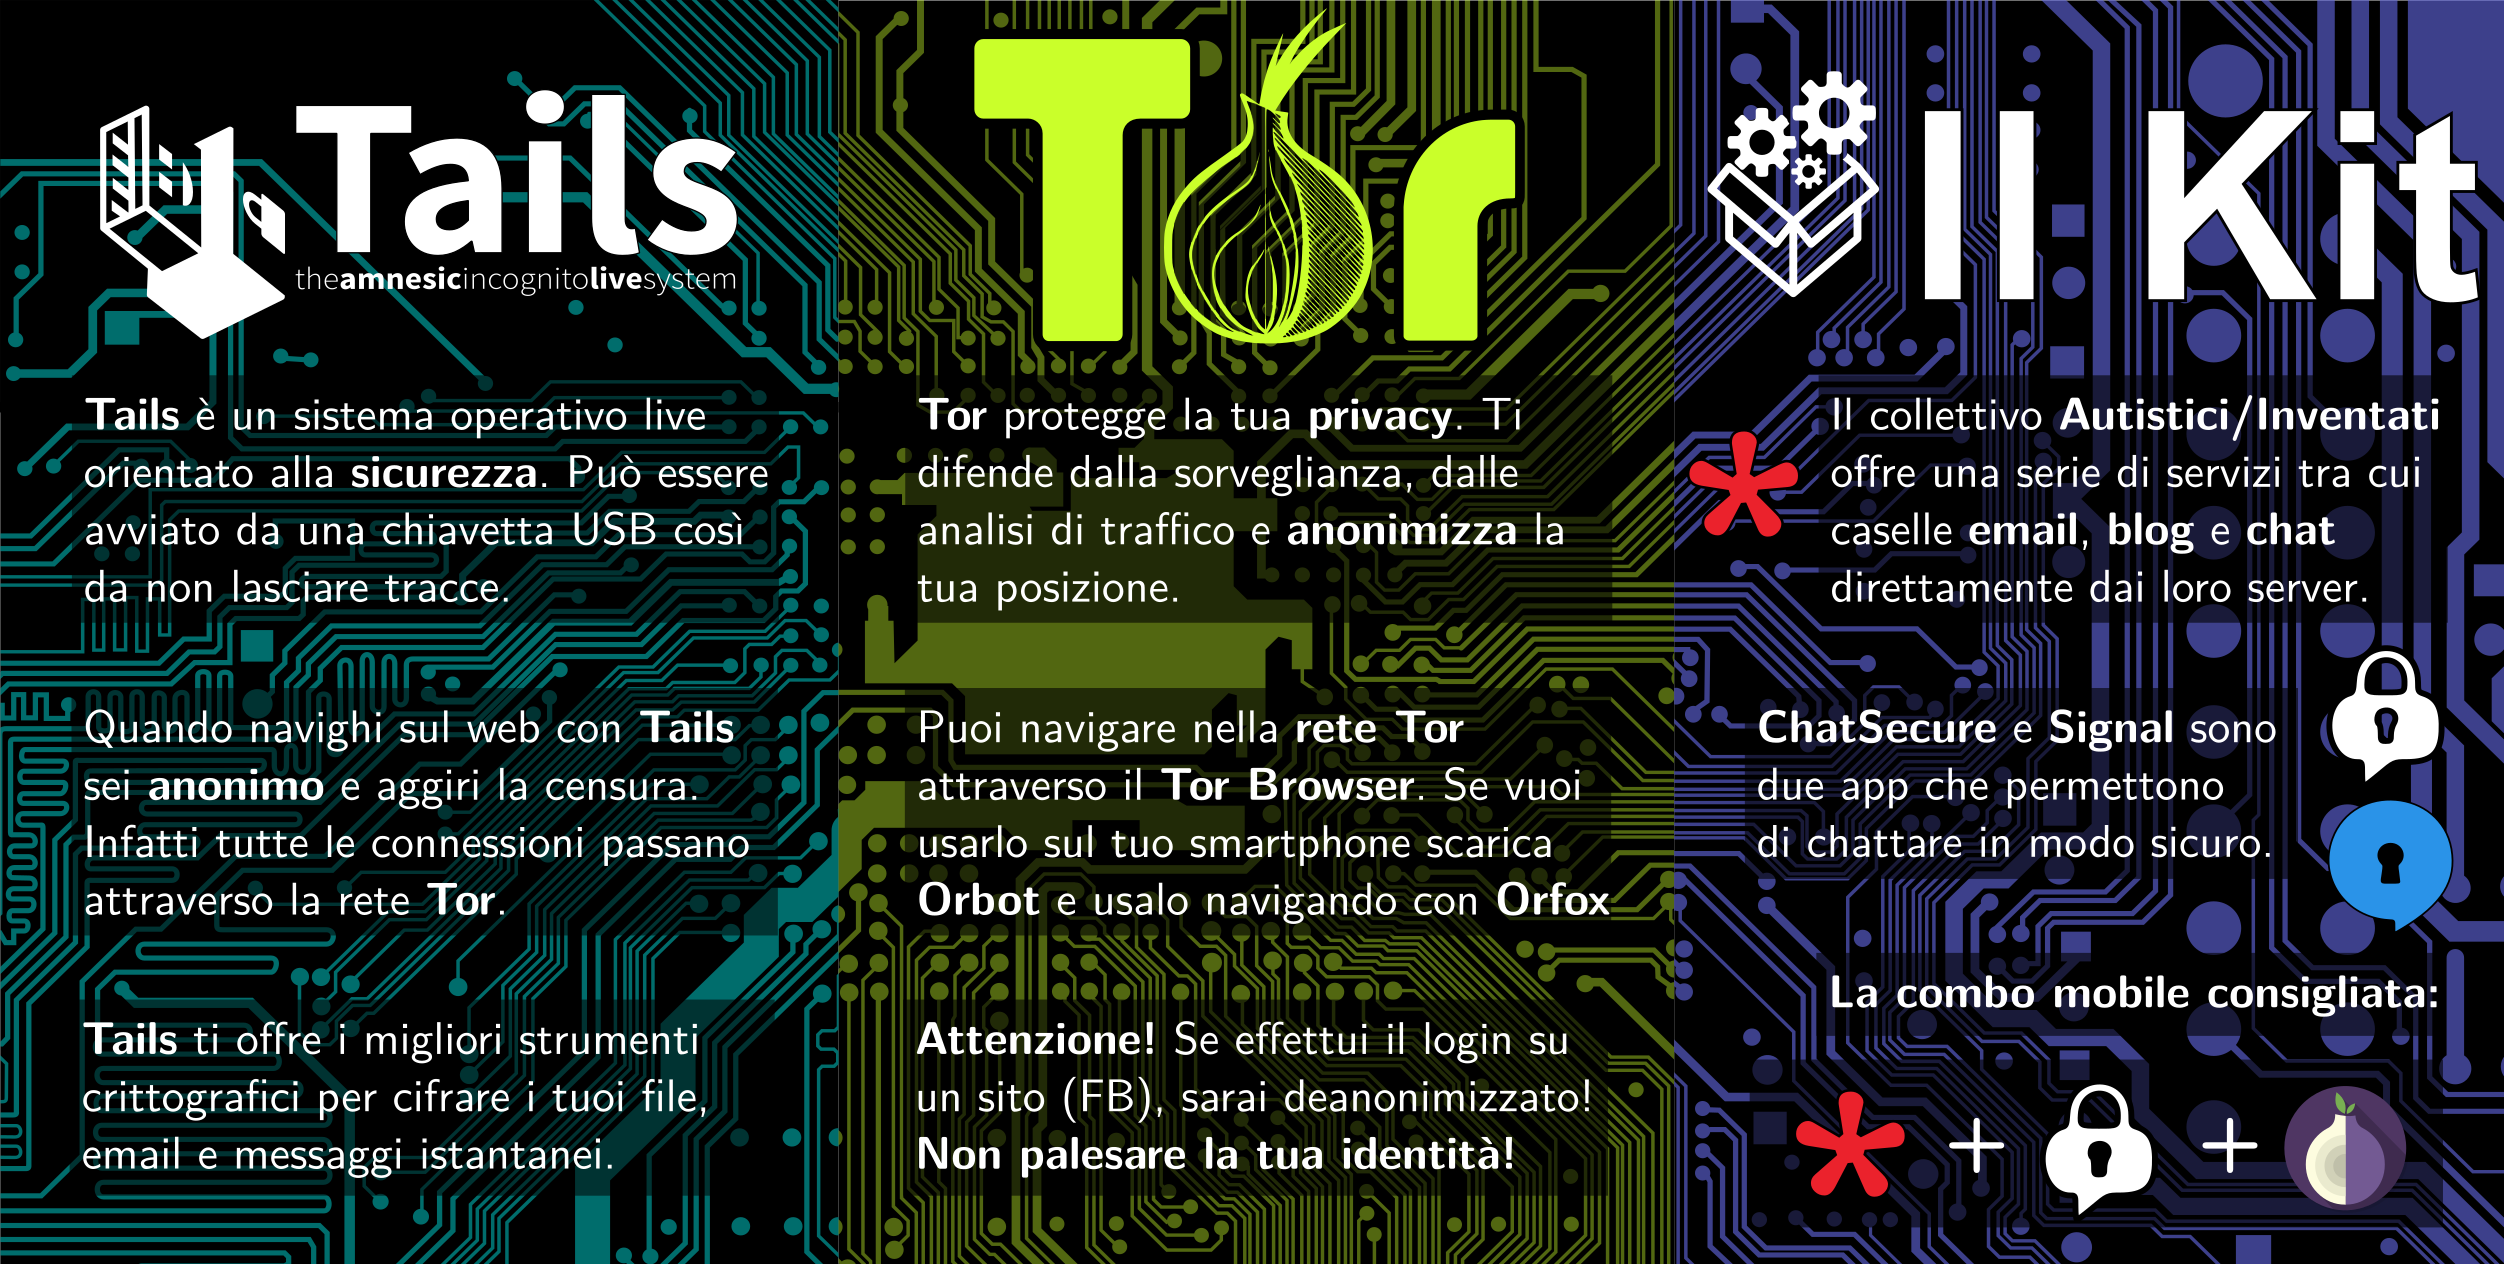 Tails
theamnesicincognitolivesystem
Tails è un sistema operativo live
orientato alla sicurezza. Può essere
avviato da una chiavetta USB così
da non lasciare tracce.
Quando navighi sul web con Tails
sei anonimo e aggiri la censura.
Infatti tutte le connessioni passano
attraverso la rete Tor.
Tails ti offre i migliori strumenti
crittografici per cifrare i tuoi file,
email e messaggi istantanei.
Tor
Tor protegge la tua privacy. Ti
difende dalla sorveglianza, dalle
analisi di traffico e anonimizza la
tua posizione.
Puoi navigare nella rete Tor
attraverso il Tor Browser. Se vuoi
usarlo sul tuo smartphone scarica
Orbot e usalo navigando con Orfox
Attenzione! Se effettui il login su
un sito (FB), sarai deanonimizzato!
Non palesare la tua identità!
Il Kit
Il collettivo Autistici/Inventati
offre una serie di servizi tra cui
caselle email, blog e chat
direttamente dai loro server.
ChatSecure e Signal sono
due app che permettono
di chattare in modo sicuro.
La combo mobile consigliata:
+ +